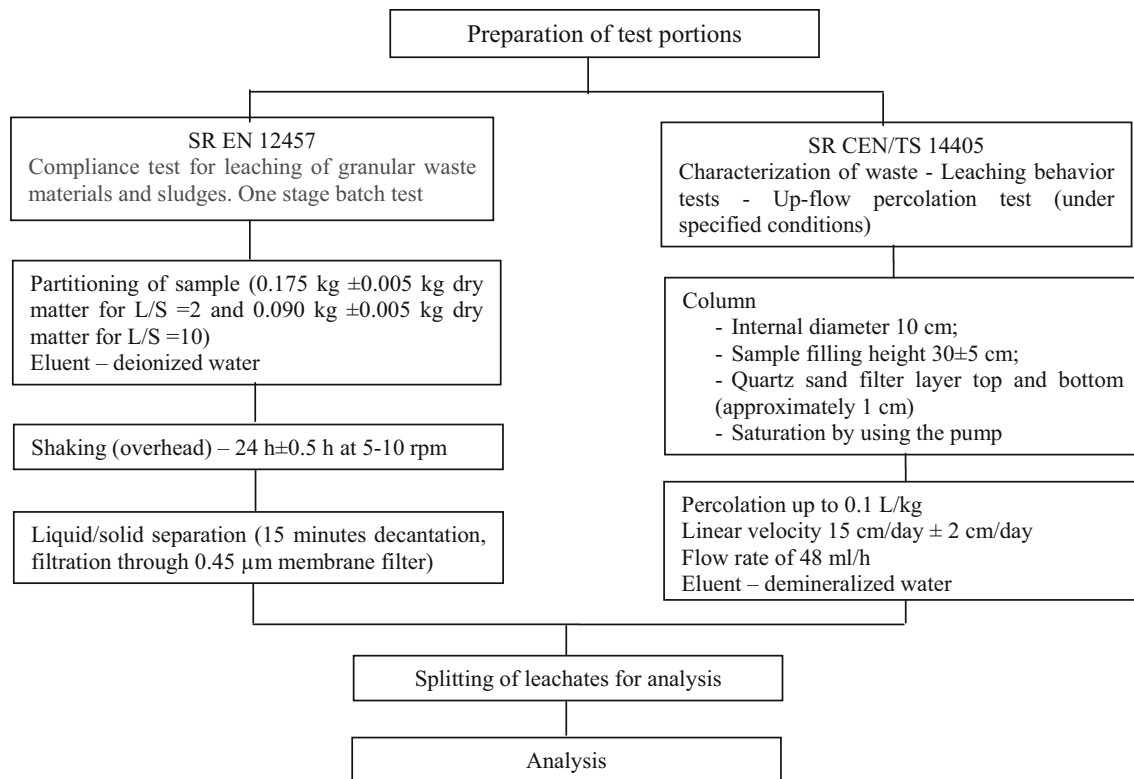 Preparation of test portions
SR EN 12457
Compliance test for leaching of granular waste
materials and sludges. One stage batch test
Partitioning of sample (0.175 kg ±0.005 kg dry
matter for L/S =2 and 0.090 kg ±0.005 kg dry
matter for L/S =10)
Eluent – deionized water
Shaking (overhead) – 24 h±0.5 h at 5-10 rpm
Liquid/solid separation (15 minutes decantation,
filtration through 0.45 µm membrane filter)
SR CEN/TS 14405
Characterization of waste - Leaching behavior
tests - Up-flow percolation test (under
specified conditions)
Column
- Internal diameter 10 cm;
- Sample filling height 30±5 cm;
- Quartz sand filter layer top and bottom
(approximately 1 cm)
- Saturation by using the pump
Percolation up to 0.1 L/kg
Linear velocity 15 cm/day ± 2 cm/day
Flow rate of 48 ml/h
Eluent – demineralized water
Splitting of leachates for analysis
Analysis